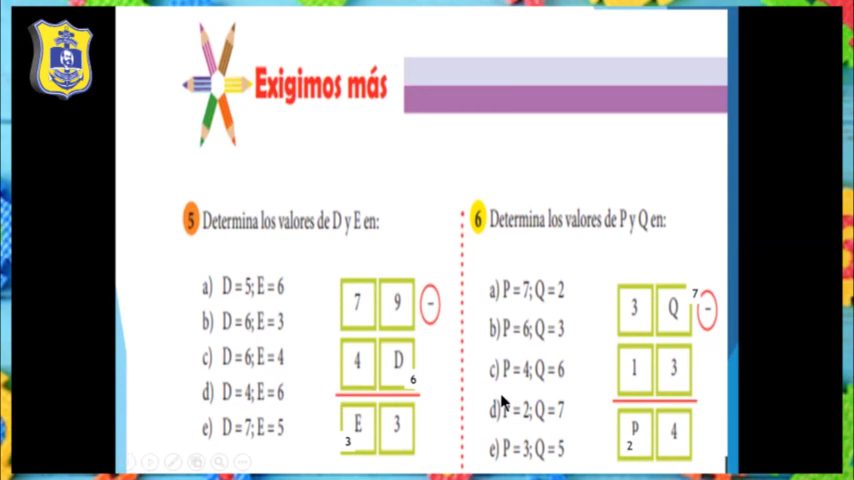 Exigimos más
5 Determina los valores de D y E en:
a) D = 5; E = 6
b) D = 6; E = 3
c) D = 6; E = 4
d) D = 4; E = 6
e) D = 7; E = 5
7 9 −
4 D 6
E 3 3
6 Determina los valores de P y Q en:
a) P = 7; Q = 2
b) P = 6; Q = 3
c) P = 4; Q = 6
d) P = 2; Q = 7
e) P = 3; Q = 5
3 Q 7 −
1 3
P 2 4